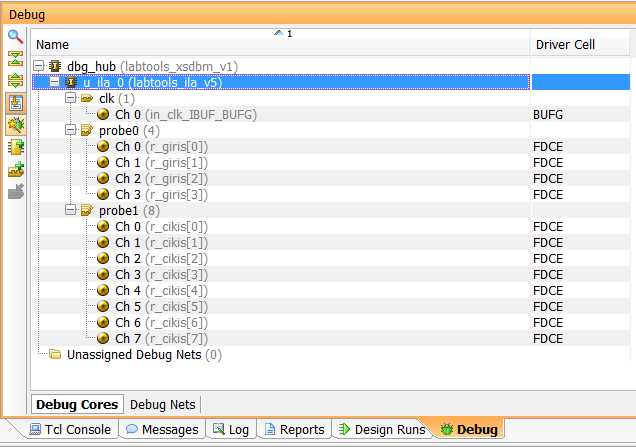 Debug
Name 1 Driver Cell
dbg_hub (labtools_xsdbm_v1)
u_ila_0 (labtools_ila_v5)
clk (1)
Ch 0 (in_clk_IBUF_BUFG) BUFG
probe0 (4)
Ch 0 (r_giris[0]) FDCE
Ch 1 (r_giris[1]) FDCE
Ch 2 (r_giris[2]) FDCE
Ch 3 (r_giris[3]) FDCE
probe1 (8)
Ch 0 (r_cikis[0]) FDCE
Ch 1 (r_cikis[1]) FDCE
Ch 2 (r_cikis[2]) FDCE
Ch 3 (r_cikis[3]) FDCE
Ch 4 (r_cikis[4]) FDCE
Ch 5 (r_cikis[5]) FDCE
Ch 6 (r_cikis[6]) FDCE
Ch 7 (r_cikis[7]) FDCE
Unassigned Debug Nets (0)
Debug Cores Debug Nets
Tcl Console Messages Log Reports Design Runs Debug